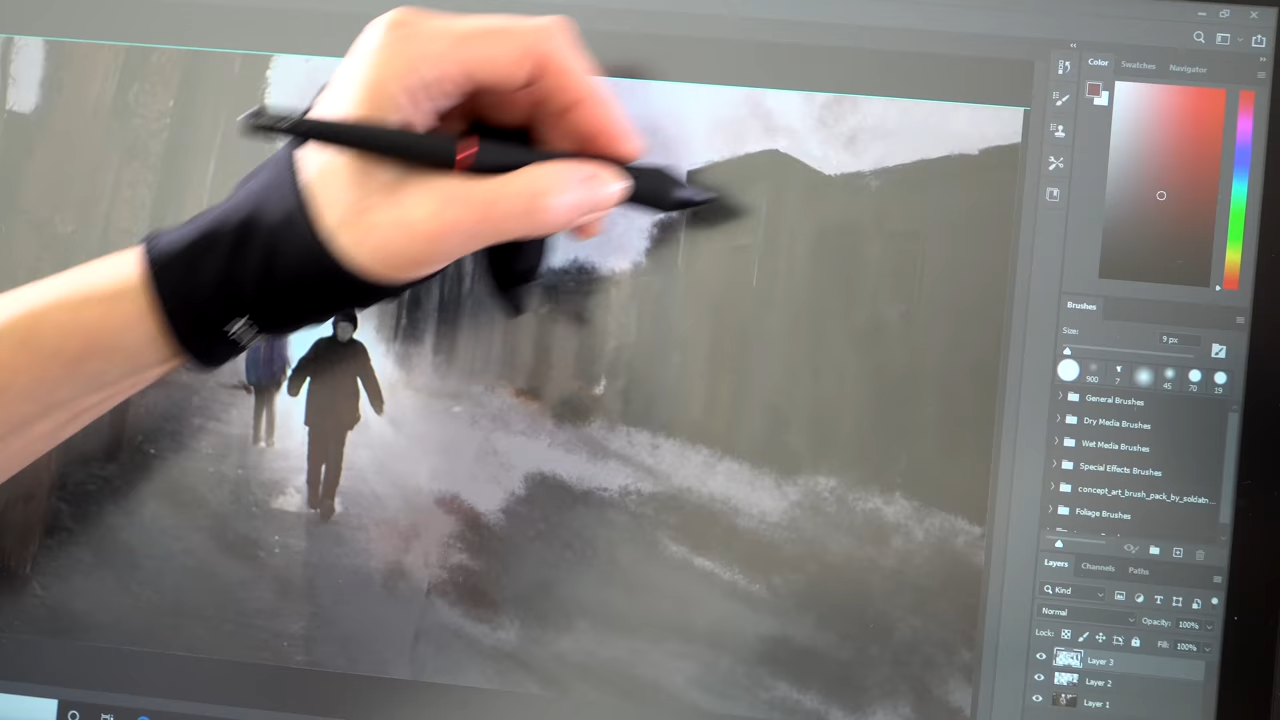 Color
Swatches
Navigator
Brushes
Size:
9 px
900
7
45
70
19
General Brushes
Dry Media Brushes
Wet Media Brushes
Special Effects Brushes
concept_art_brush_pack_by_soldatn...
Foliage Brushes
Layers
Channels
Paths
Kind
Normal
Opacity: 100%
Lock:
Fill: 100%
Layer 3
Layer 2
Layer 1